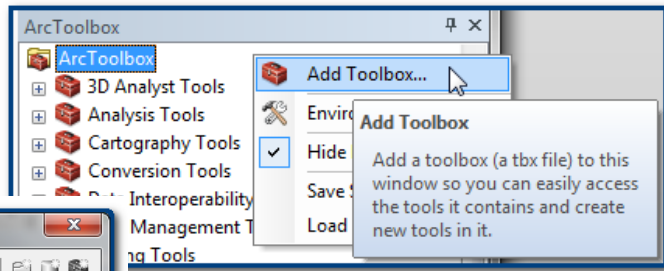 ArcToolbox
ArcToolbox
3D Analyst Tools
Analysis Tools
Cartography Tools
Conversion Tools
Interoperability
Management T
Tools
Add Toolbox...
Hide
Save
Load
Add Toolbox
Add a toolbox (a tbx file) to this
window so you can easily access
the tools it contains and create
new tools in it.